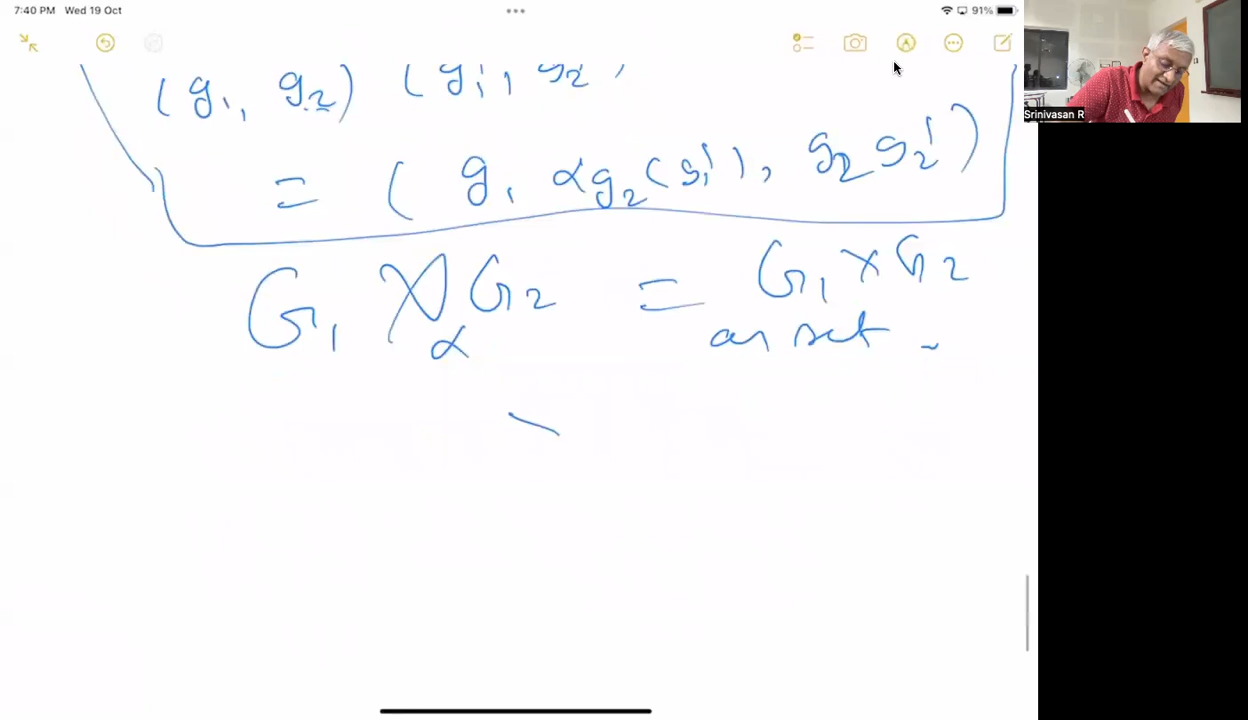 7:40 PM Wed 19 Oct
91%
Srinivasan R
(g₁, g₂) (g₁', g₂'
= ( g₁ αg₂(g₁'), g₂ g₂')
G₁ ⋊α G₂ = G₁ × G₂
as set .